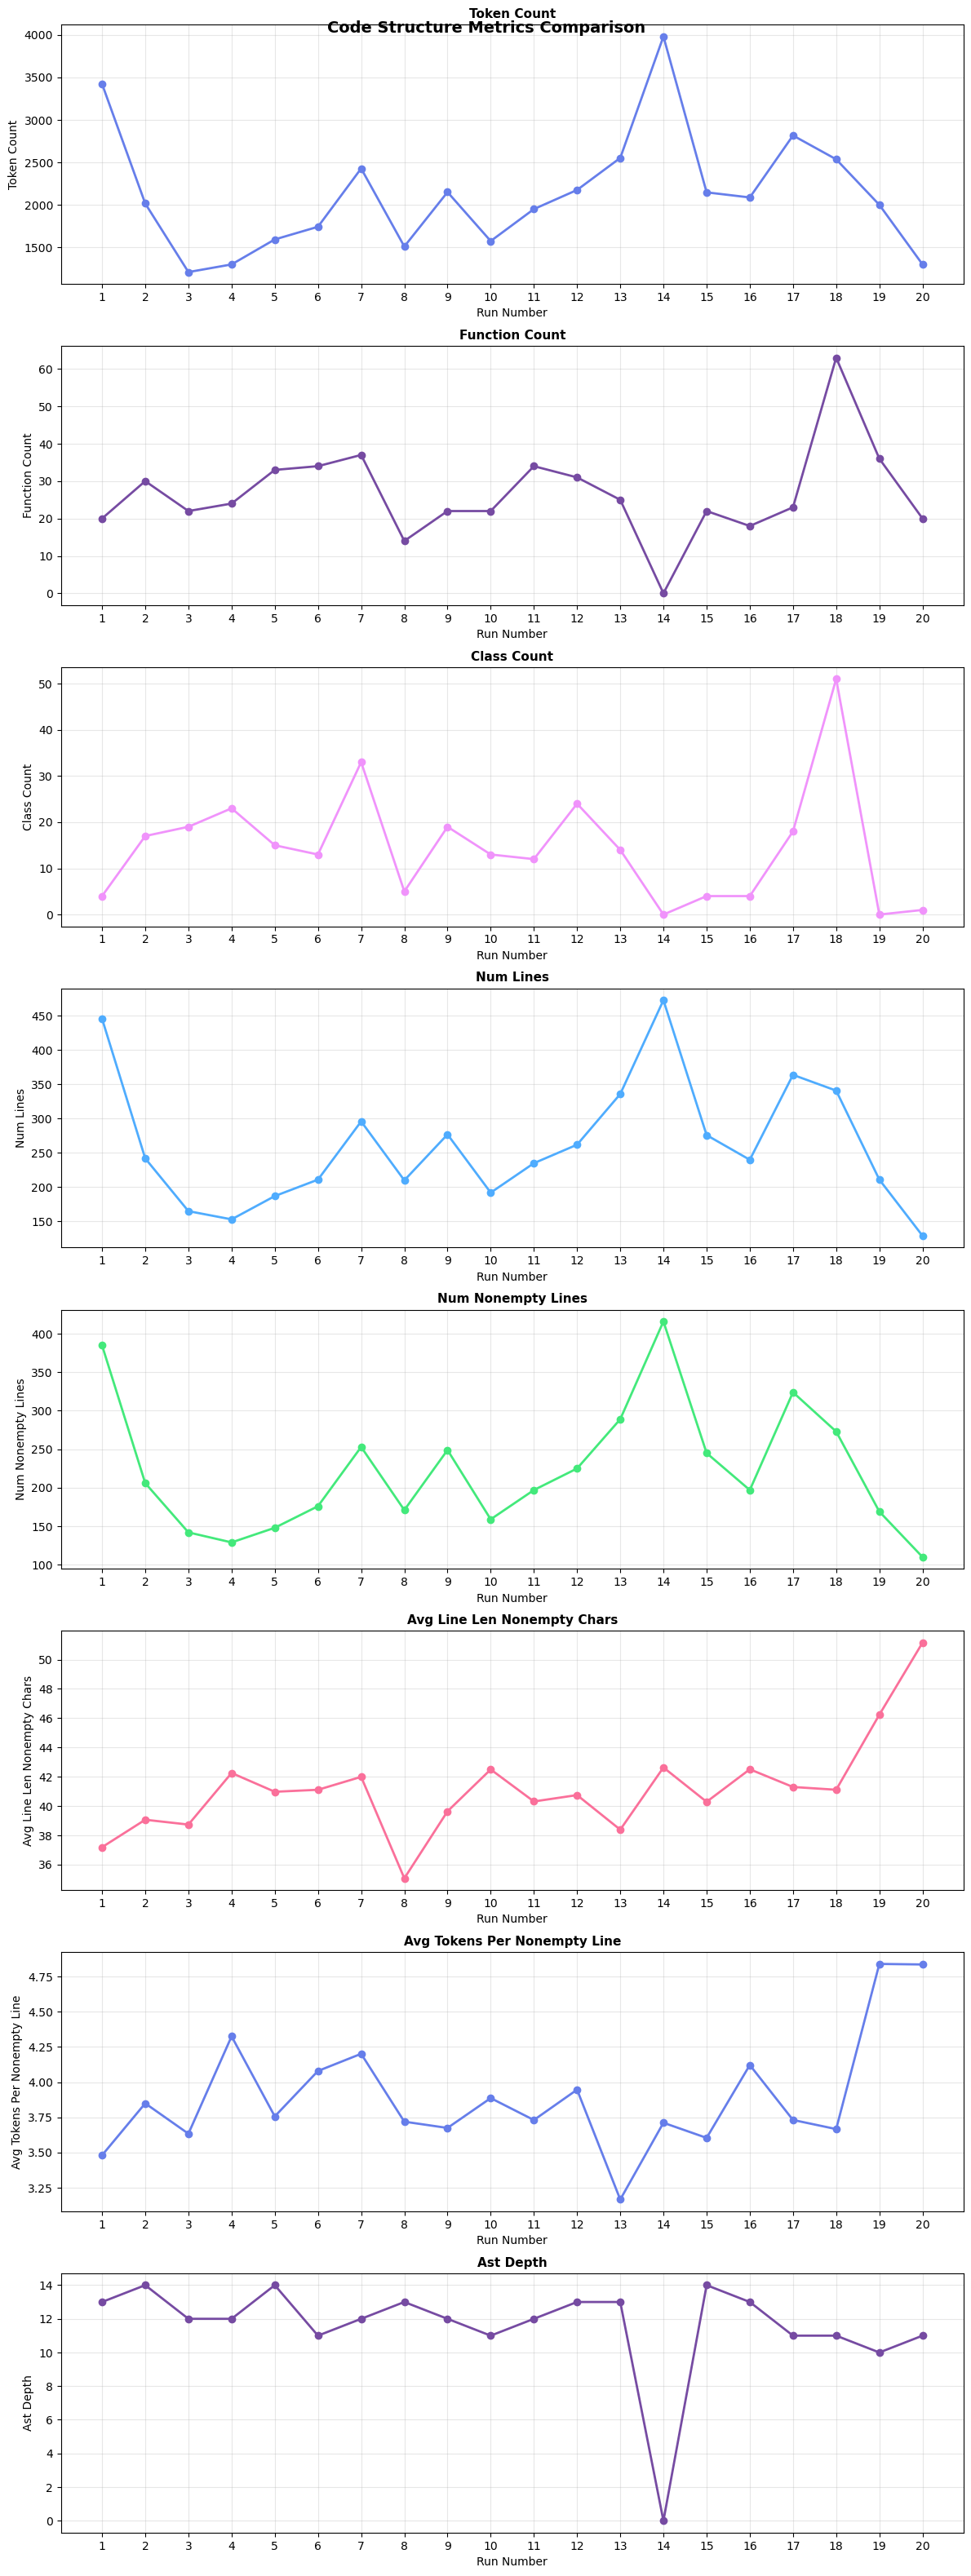 Token Count
Code Structure Metrics Comparison
Token Count
4000
3500
3000
2500
2000
1500
1 2 3 4 5 6 7 8 9 10 11 12 13 14 15 16 17 18 19 20
Run Number
Function Count
Function Count
60
50
40
30
20
10
0
1 2 3 4 5 6 7 8 9 10 11 12 13 14 15 16 17 18 19 20
Run Number
Class Count
Class Count
50
40
30
20
10
0
1 2 3 4 5 6 7 8 9 10 11 12 13 14 15 16 17 18 19 20
Run Number
Num Lines
Num Lines
450
400
350
300
250
200
150
1 2 3 4 5 6 7 8 9 10 11 12 13 14 15 16 17 18 19 20
Run Number
Num Nonempty Lines
Num Nonempty Lines
400
350
300
250
200
150
100
1 2 3 4 5 6 7 8 9 10 11 12 13 14 15 16 17 18 19 20
Run Number
Avg Line Len Nonempty Chars
Avg Line Len Nonempty Chars
50
48
46
44
42
40
38
36
1 2 3 4 5 6 7 8 9 10 11 12 13 14 15 16 17 18 19 20
Run Number
Avg Tokens Per Nonempty Line
Avg Tokens Per Nonempty Line
4.75
4.50
4.25
4.00
3.75
3.50
3.25
1 2 3 4 5 6 7 8 9 10 11 12 13 14 15 16 17 18 19 20
Run Number
Ast Depth
Ast Depth
14
12
10
8
6
4
2
0
1 2 3 4 5 6 7 8 9 10 11 12 13 14 15 16 17 18 19 20
Run Number